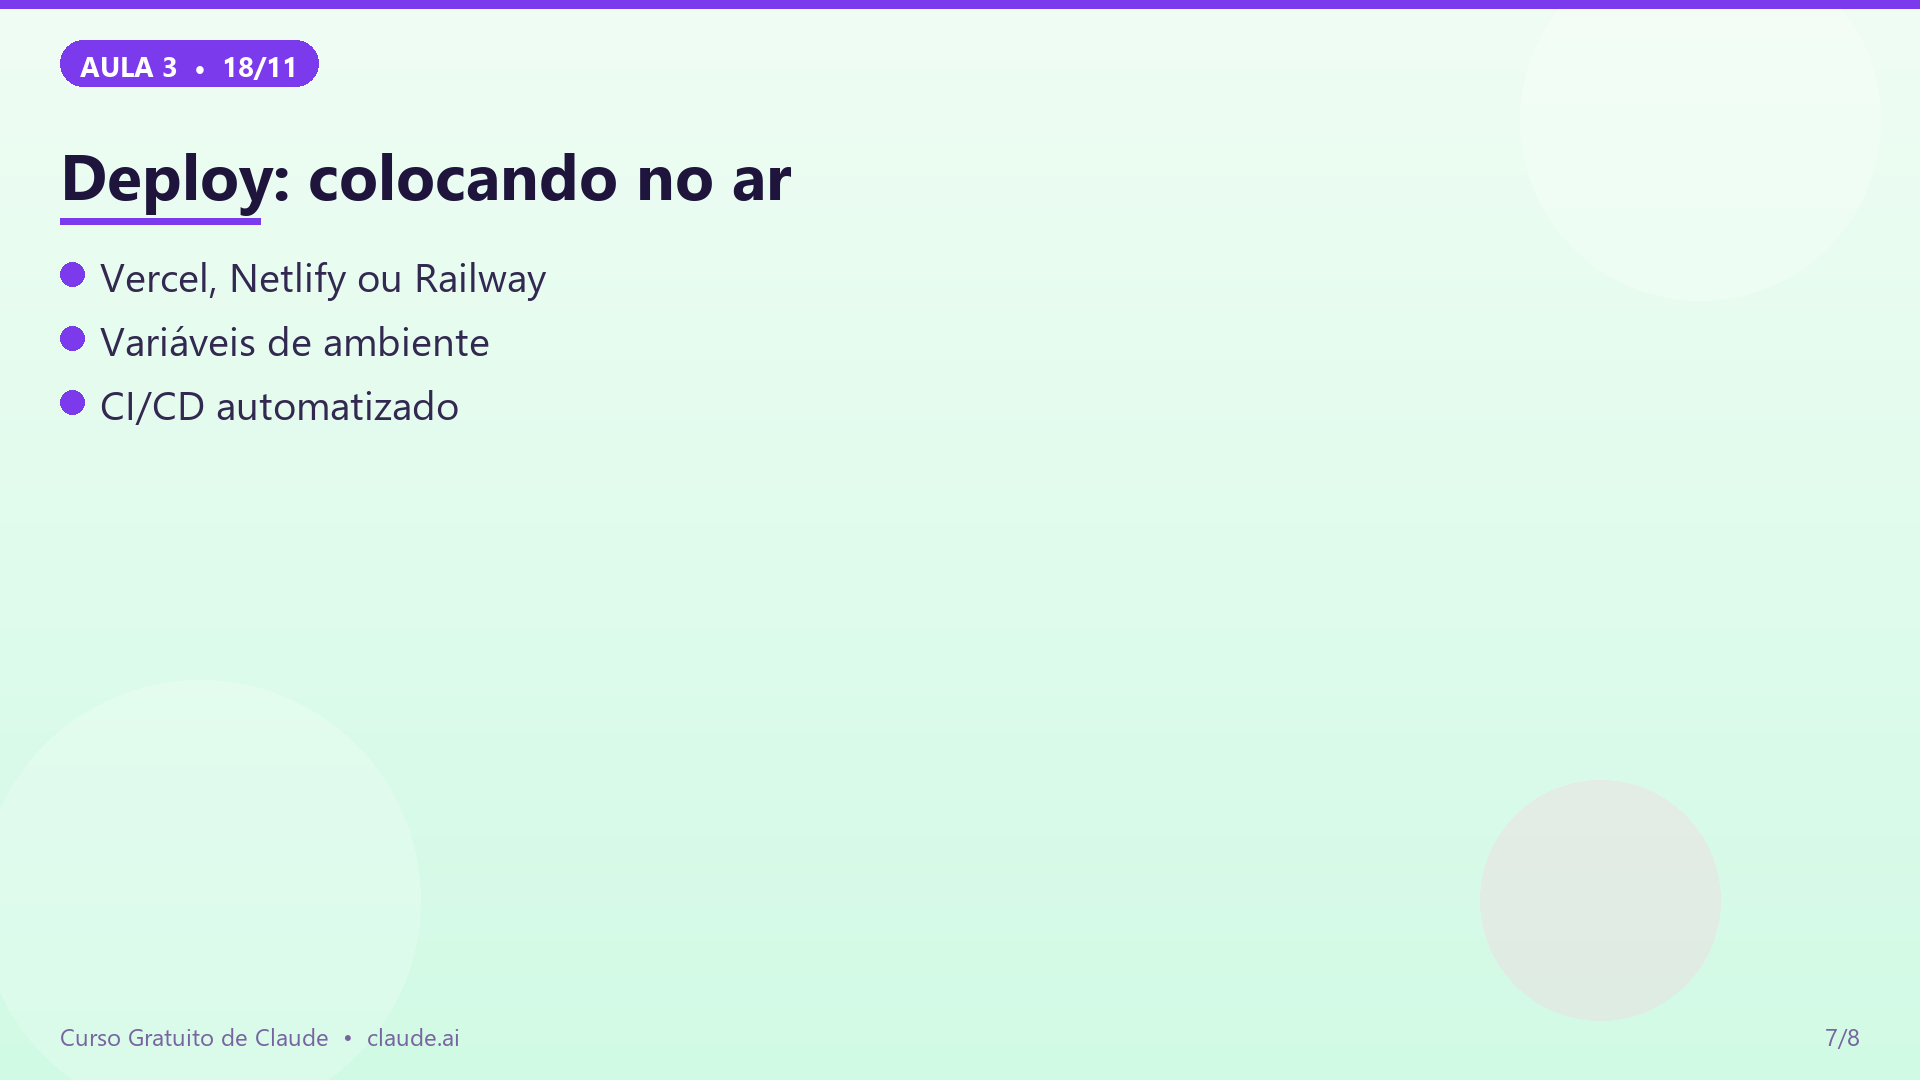 AULA 3 • 18/11
Deploy: colocando no ar
Vercel, Netlify ou Railway
Variáveis de ambiente
CI/CD automatizado
Curso Gratuito de Claude • claude.ai
7/8